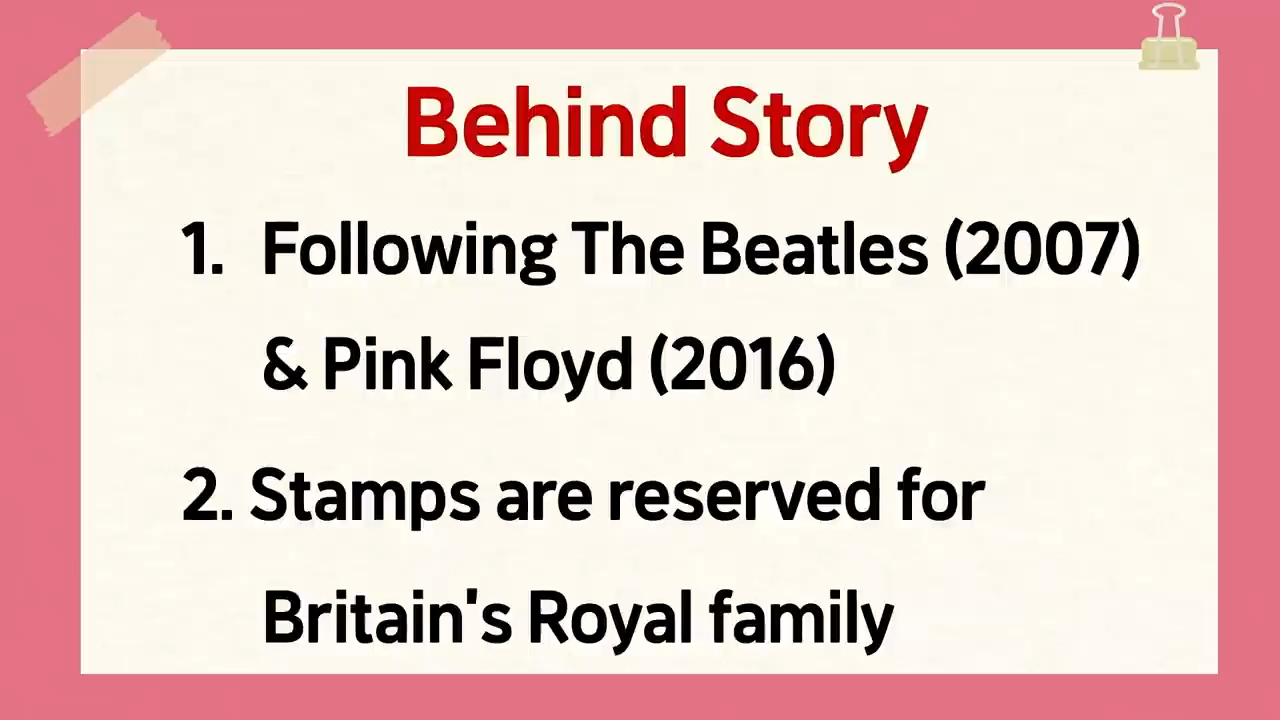 Behind Story
1. Following The Beatles (2007)
& Pink Floyd (2016)
2. Stamps are reserved for
Britain's Royal family